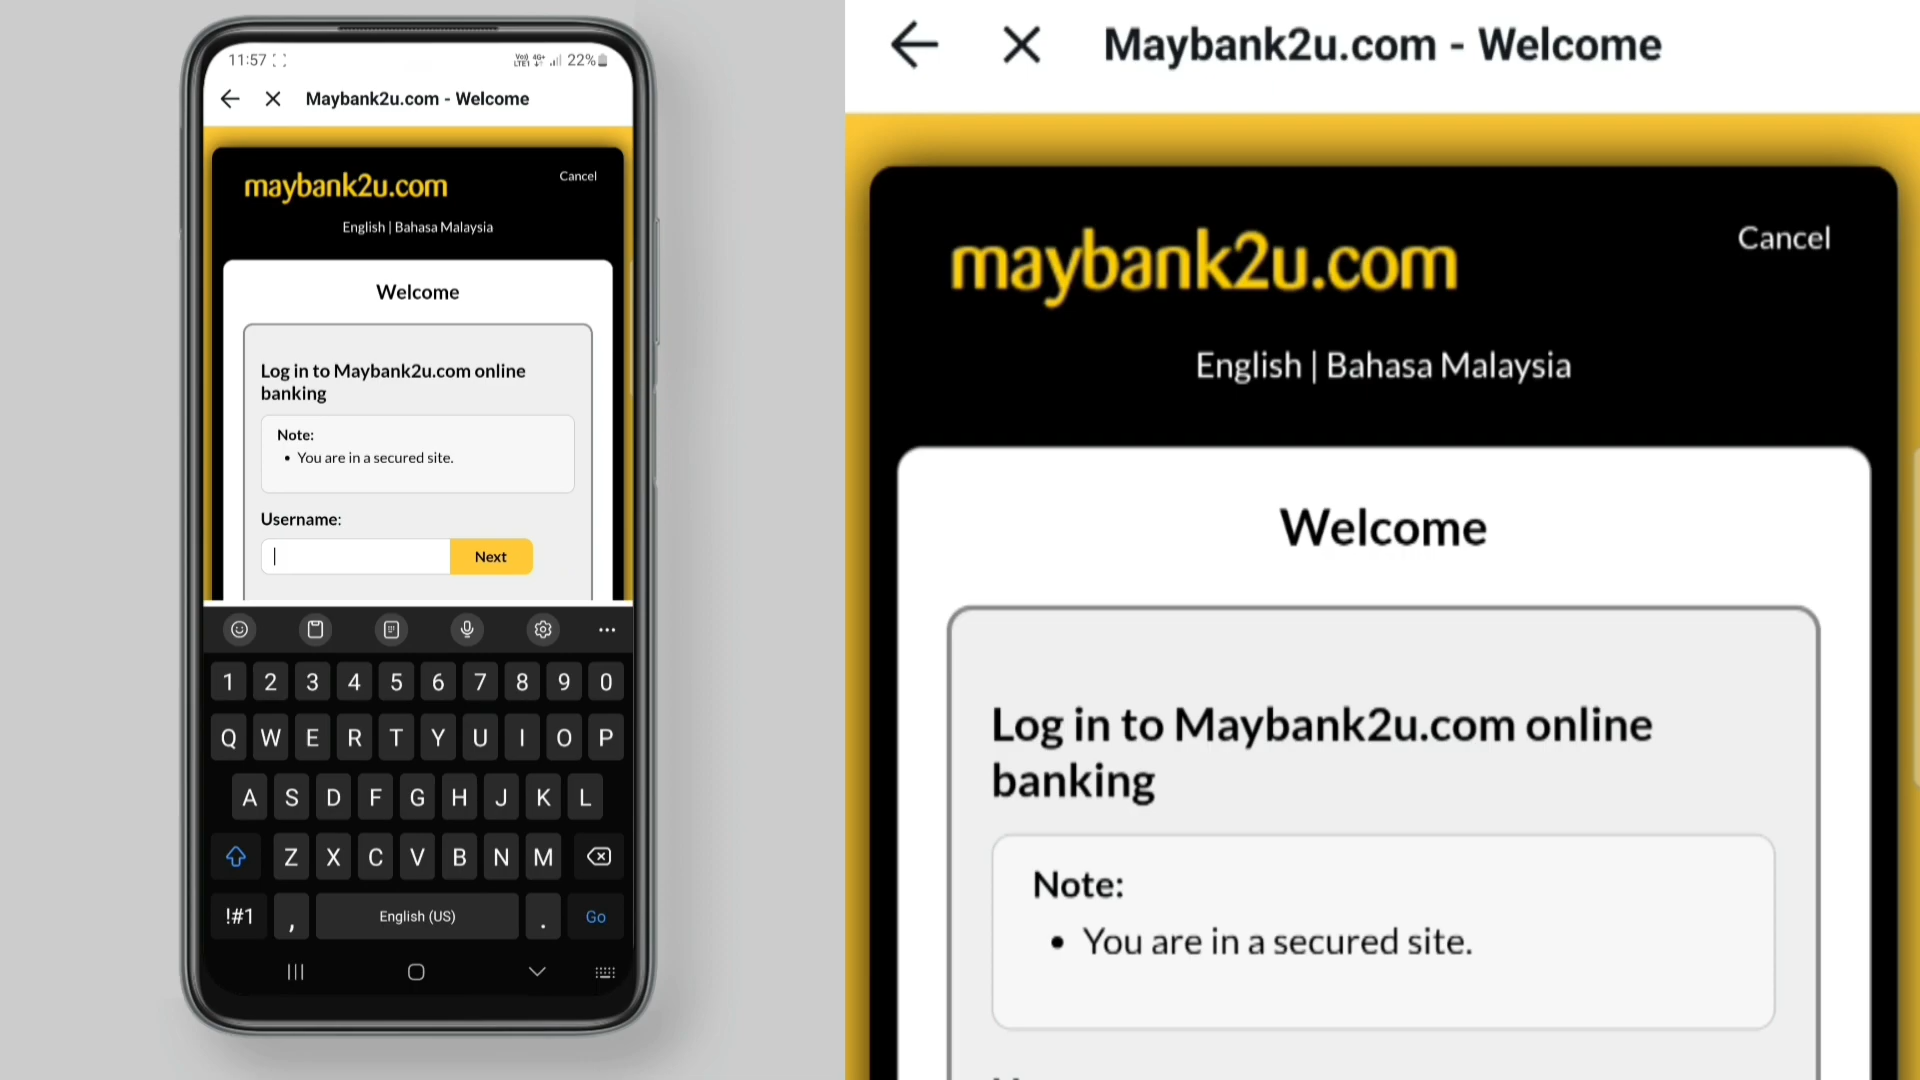 11:57
VoD 4G+
LTE1
22%
Maybank2u.com - Welcome
maybank2u.com
Cancel
English | Bahasa Malaysia
Welcome
Log in to Maybank2u.com online
banking
Note:
• You are in a secured site.
Username:
Next
1 2 3 4 5 6 7 8 9 0
Q W E R T Y U I O P
A S D F G H J K L
Z X C V B N M
!#1 , English (US) . Go
Maybank2u.com - Welcome
maybank2u.com
Cancel
English | Bahasa Malaysia
Welcome
Log in to Maybank2u.com online
banking
Note:
• You are in a secured site.